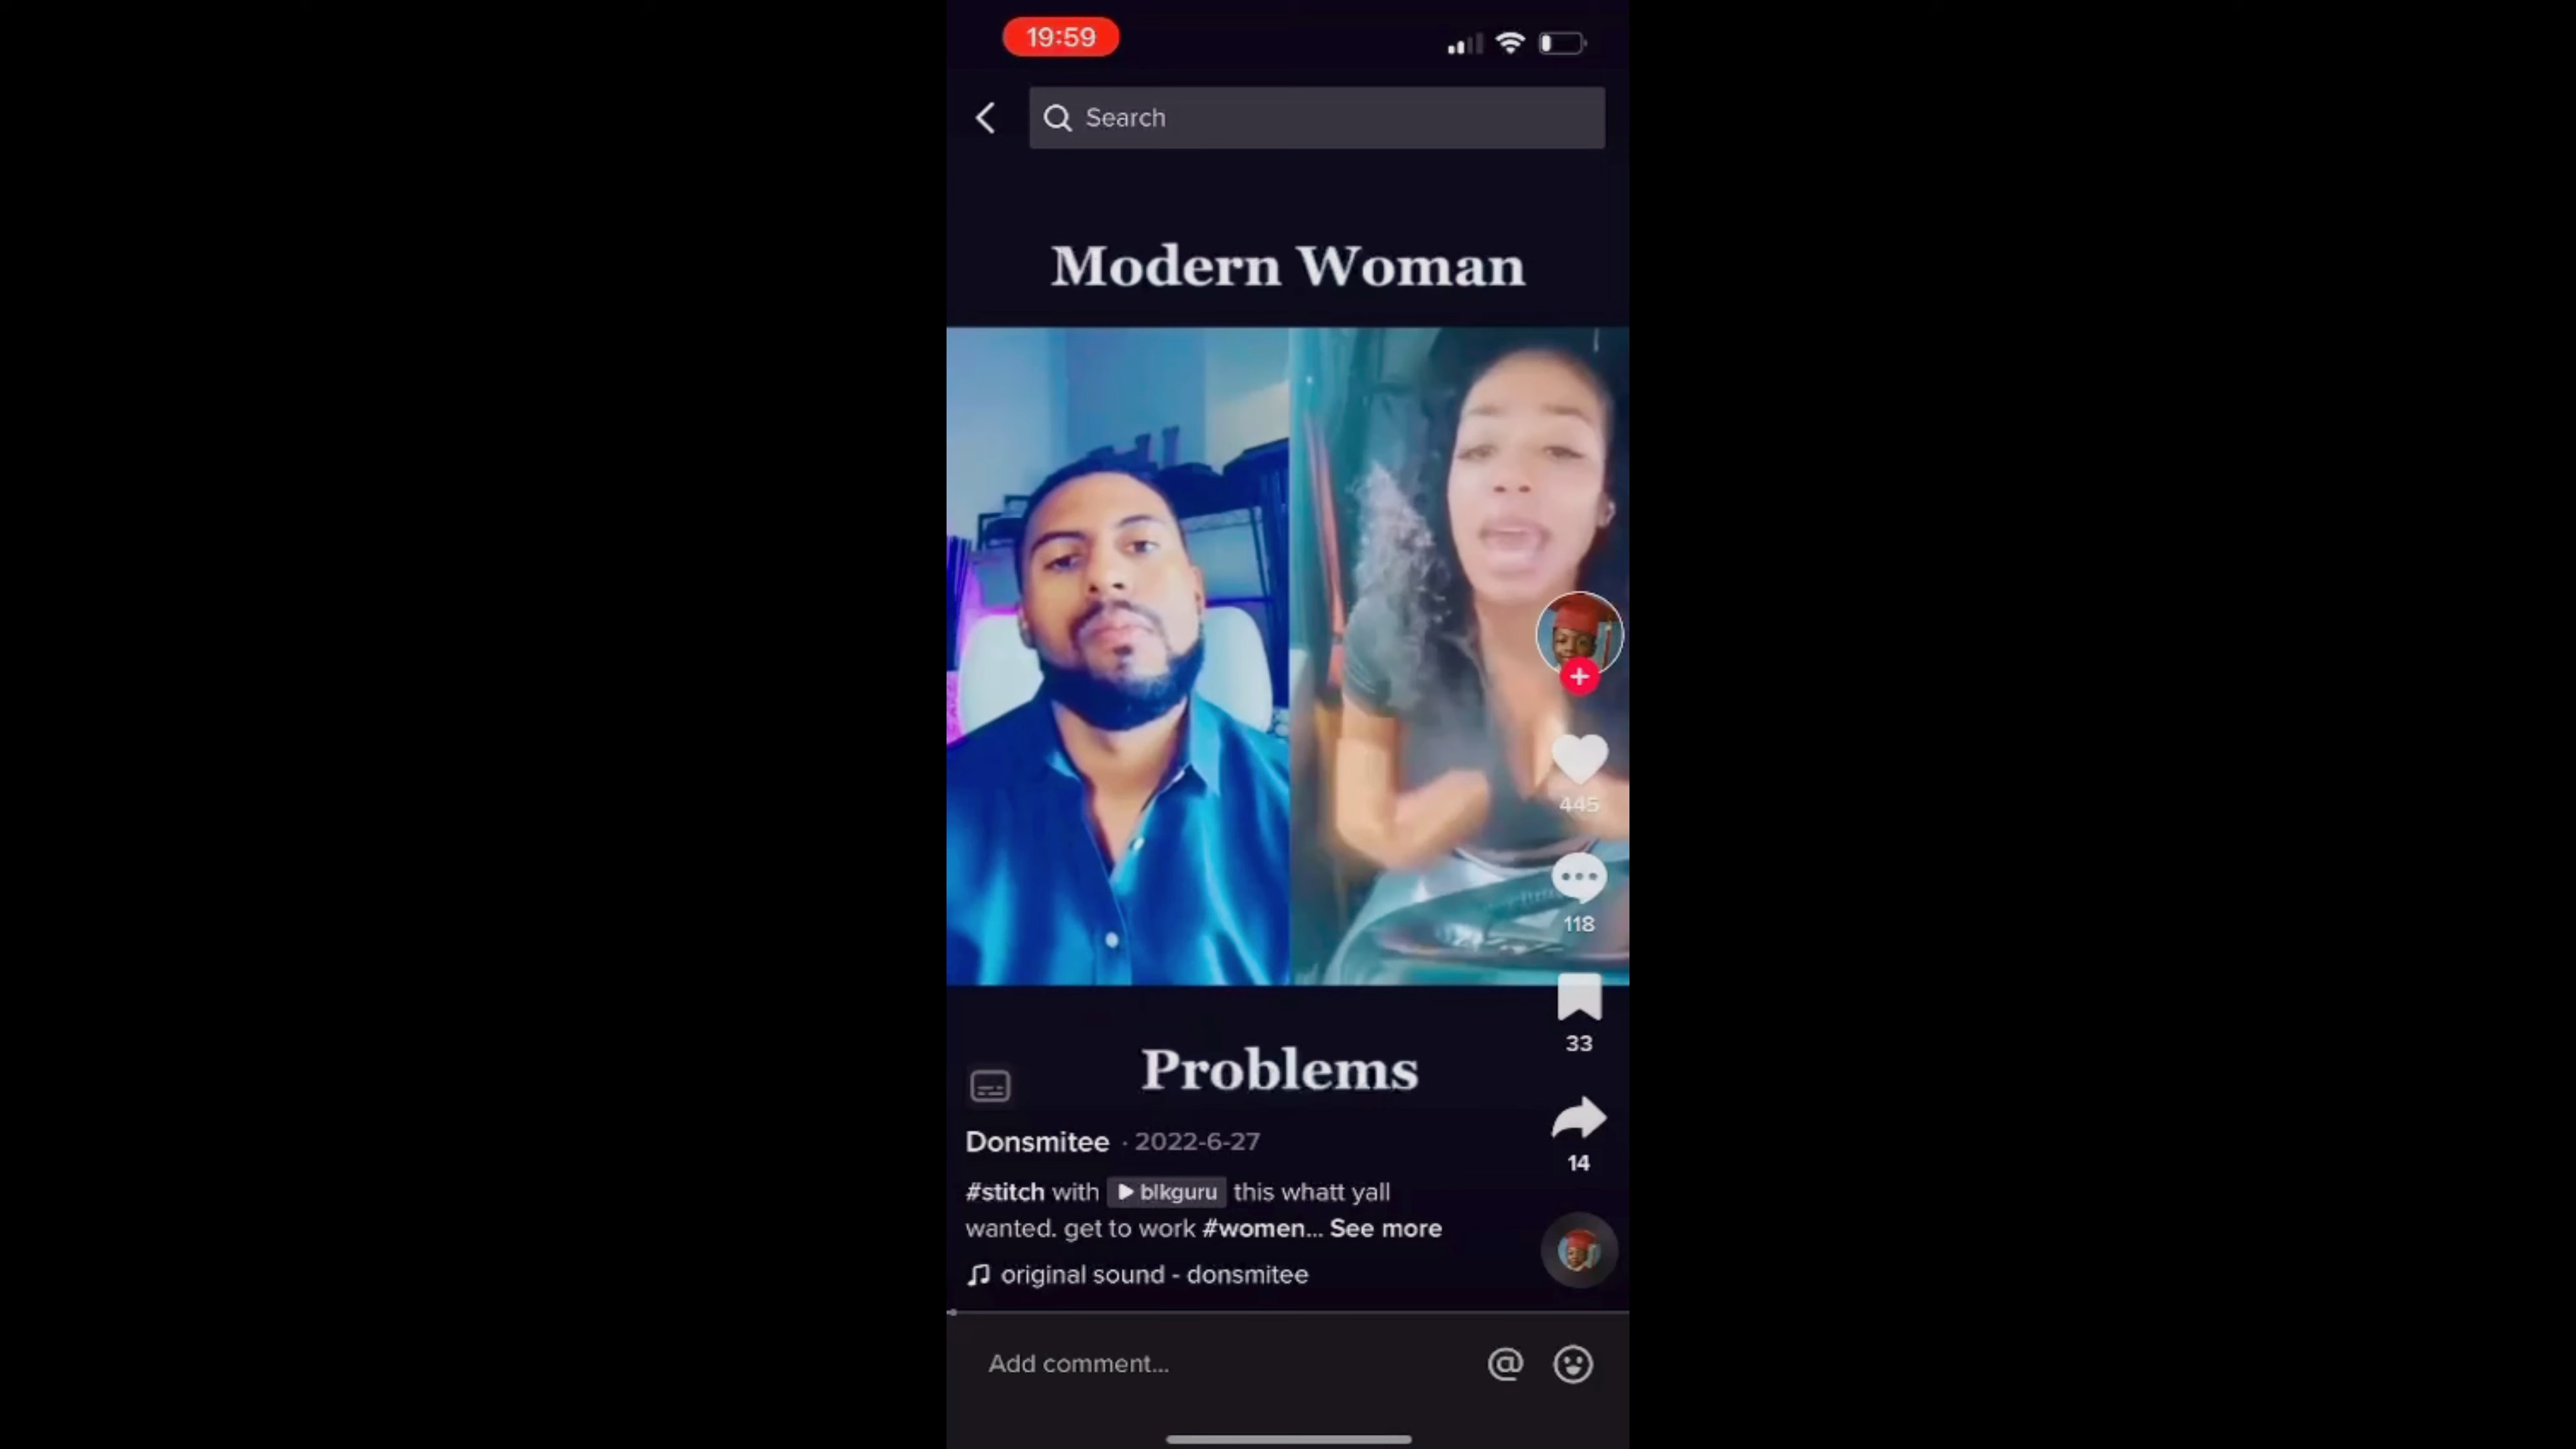 19:59
Search
Modern Woman
445
118
33
Problems
Donsmitee · 2022-6-27
14
#stitch with blkguru this whatt yall
wanted. get to work #women... See more
original sound - donsmitee
Add comment...